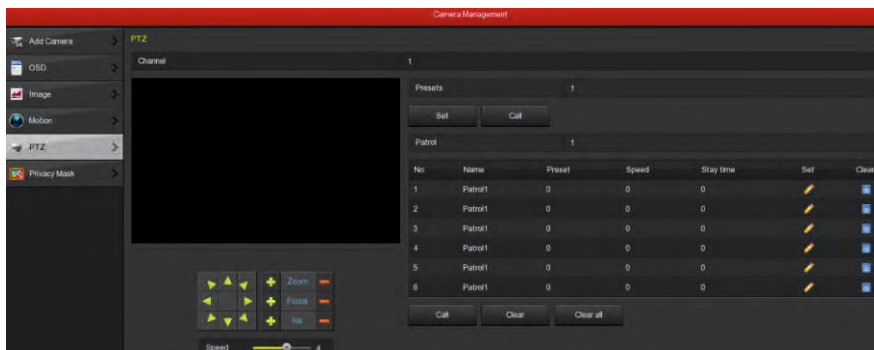 Camera Management
Add Camera
OSD
Image
Motion
PTZ
Privacy Mask
PTZ
Channel 1
Presets 1
Set Call
Patrol 1
No. Name Preset Speed Stay time Set Clear
1 Patrol1 0 0 0
2 Patrol1 0 0 0
3 Patrol1 0 0 0
4 Patrol1 0 0 0
5 Patrol1 0 0 0
6 Patrol1 0 0 0
Call Clear Clear all
Zoom
Focus
Iris
Speed 4